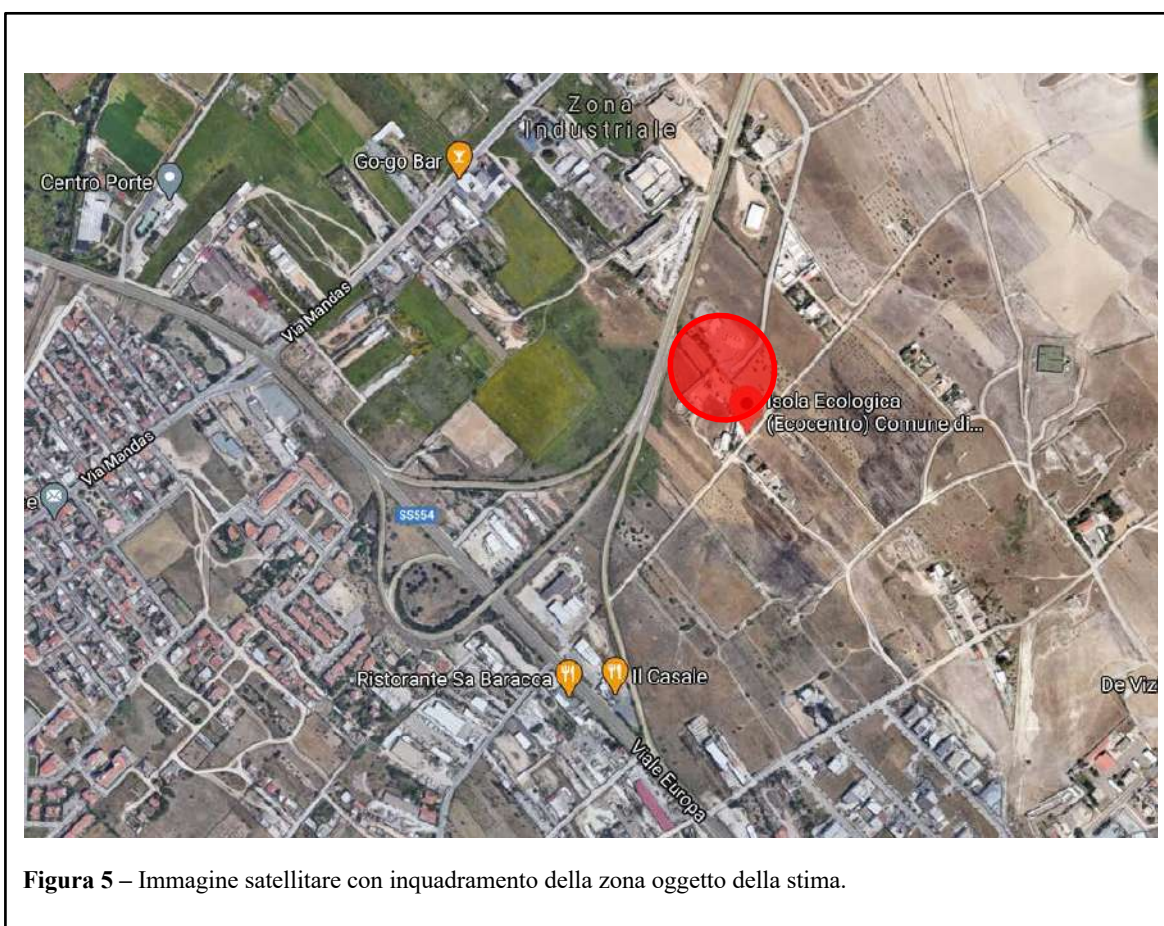 Zona
Industriale
Go-go Bar
Centro Porte
Via Mandas
Via Mandas
e
SS554
Isola Ecologica
(Ecocentro) Comune di...
Ristorante Sa Baracca
Il Casale
De Viz
Viale Europa
Figura 5 – Immagine satellitare con inquadramento della zona oggetto della stima.